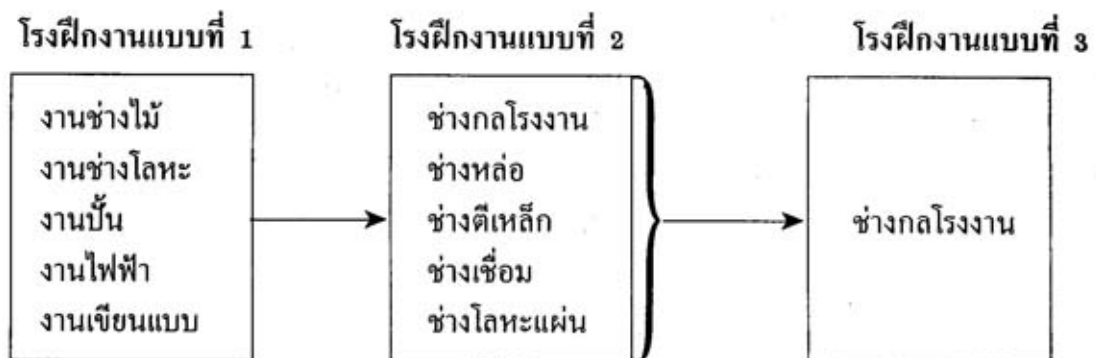 โรงฝึกงานแบบที่ 1
งานช่างไม้
งานช่างโลหะ
งานปั้น
งานไฟฟ้า
งานเขียนแบบ
โรงฝึกงานแบบที่ 2
ช่างกลโรงงาน
ช่างหล่อ
ช่างตีเหล็ก
ช่างเชื่อม
ช่างโลหะแผ่น
โรงฝึกงานแบบที่ 3
ช่างกลโรงงาน